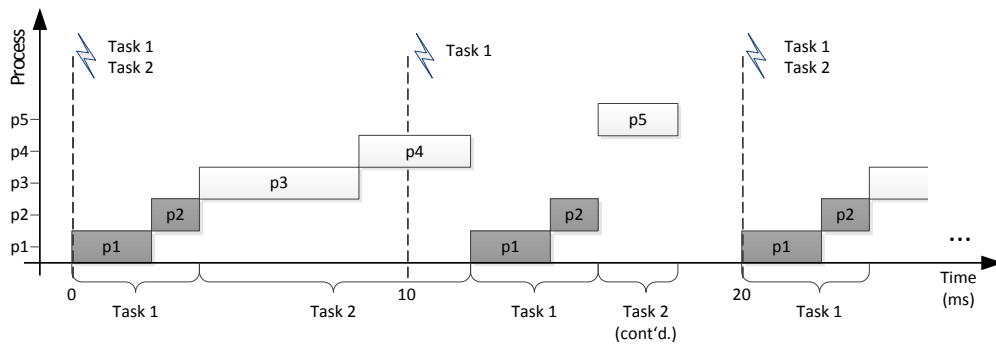 Process
Task 1
Task 2
Task 1
Task 1
Task 2
p5
p5
p4
p4
p3
p3
p2
p2
p2
p2
p1
p1
p1
p1
...
0
10
20
Time
(ms)
Task 1
Task 2
Task 1
Task 2
(cont'd.)
Task 1